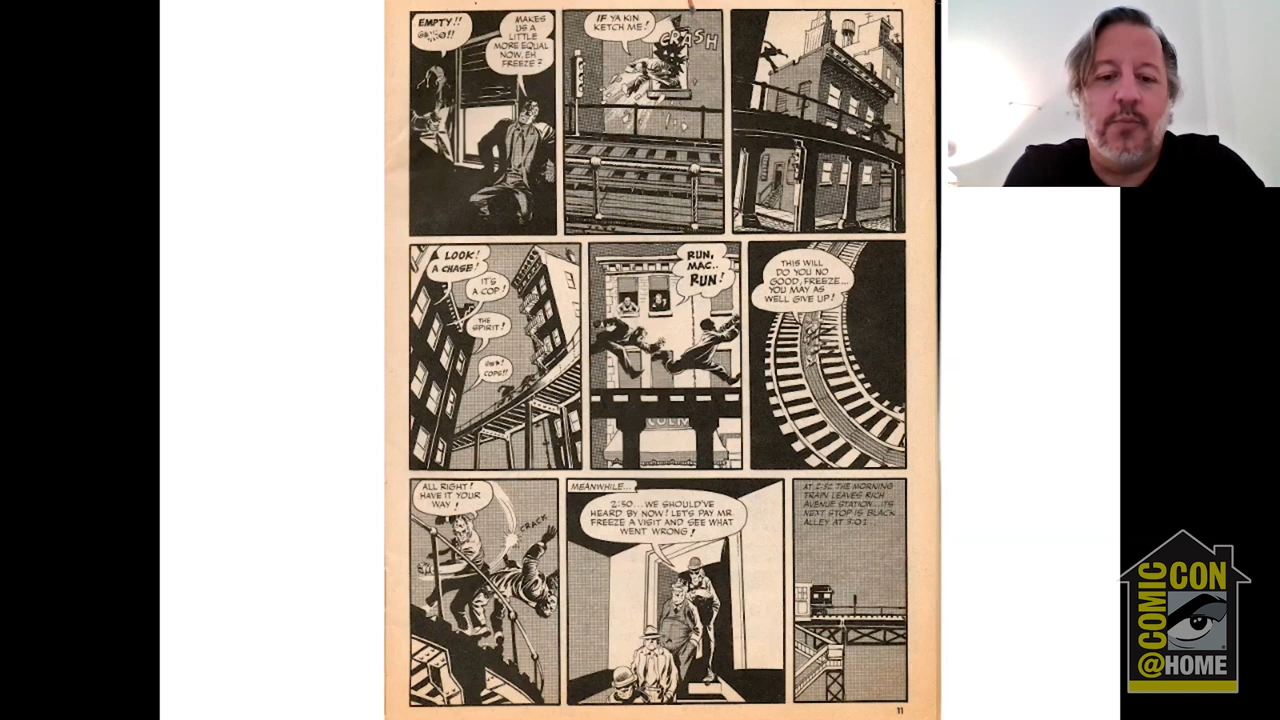 EMPTY!!
MAKES
US A
LITTLE
MORE EQUAL
NOW, EH
FREEZE?
IF YA KIN
KETCH ME!
CRASH
LOOK!
A CHASE!
IT'S
A COP!
THE
SPIRIT!
COPS!!
RUN,
MAC..
RUN!
THIS WILL
DO YOU NO
GOOD, FREEZE...
YOU MAY AS
WELL GIVE UP!
ALL RIGHT!
HAVE IT YOUR
WAY!
CRACK
MEANWHILE...
2:50... WE SHOULD'VE
HEARD BY NOW! LET'S PAY MR.
FREEZE A VISIT AND SEE WHAT
WENT WRONG!
AT 2:52 THE MORNING
TRAIN LEAVES RICH
AVENUE STATION...ITS
NEXT STOP IS BLACK
ALLEY AT 3:01
11
@COMIC
CON
@HOME